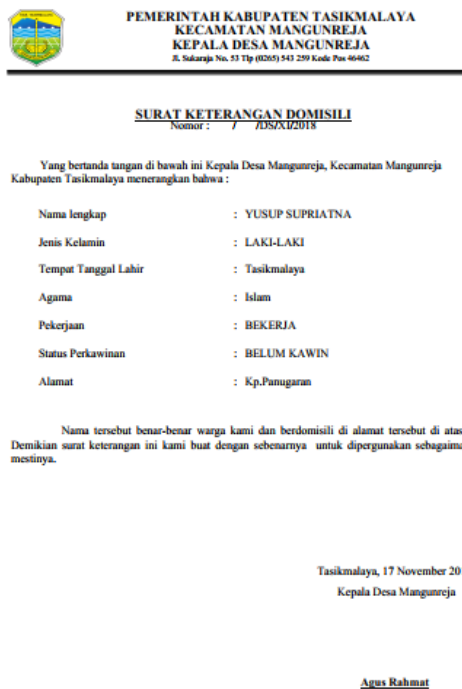 PEMERINTAH KABUPATEN TASIKMALAYA
KECAMATAN MANGUNREJA
KEPALA DESA MANGUNREJA
Jl. Sukaraja No. 53 Tlp (0265) 543 259 Kode Pos 46462
SURAT KETERANGAN DOMISILI
Nomor : / /DS/XI/2018
Yang bertanda tangan di bawah ini Kepala Desa Mangunreja, Kecamatan Mangunreja
Kabupaten Tasikmalaya menerangkan bahwa :
Nama lengkap : YUSUP SUPRIATNA
Jenis Kelamin : LAKI-LAKI
Tempat Tanggal Lahir : Tasikmalaya
Agama : Islam
Pekerjaan : BEKERJA
Status Perkawinan : BELUM KAWIN
Alamat : Kp.Panugaran
Nama tersebut benar-benar warga kami dan berdomisili di alamat tersebut di atas
Demikian surat keterangan ini kami buat dengan sebenarnya untuk dipergunakan sebagaima
mestinya.
Tasikmalaya, 17 November 20
Kepala Desa Mangunreja
Agus Rahmat